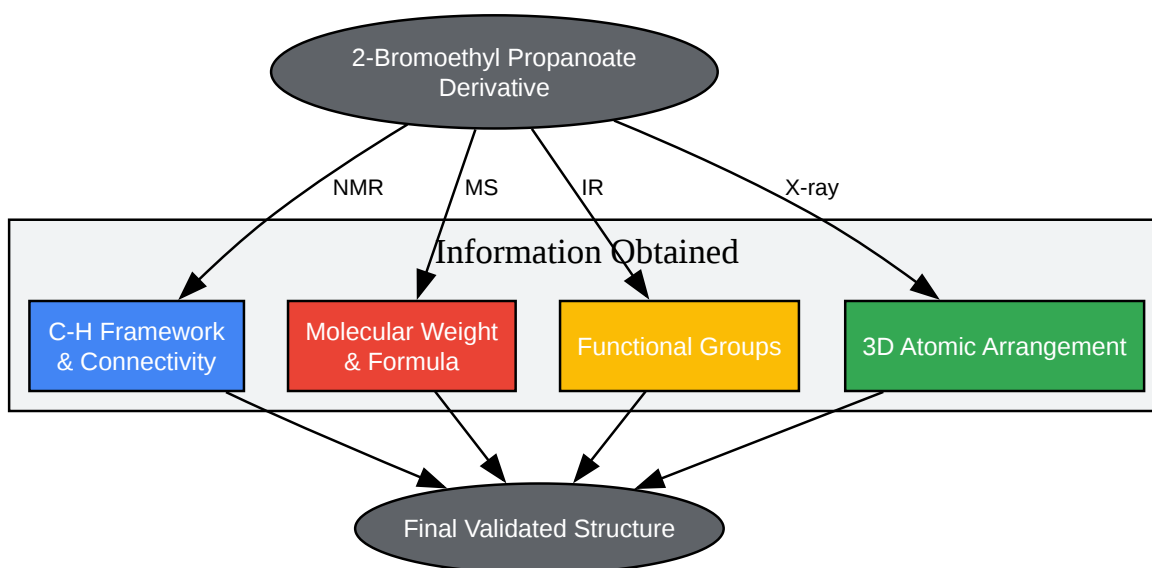 2-Bromoethyl Propanoate
Derivative
NMR
MS
IR
X-ray
Information Obtained
C-H Framework
& Connectivity
Molecular Weight
& Formula
Functional Groups
3D Atomic Arrangement
Final Validated Structure